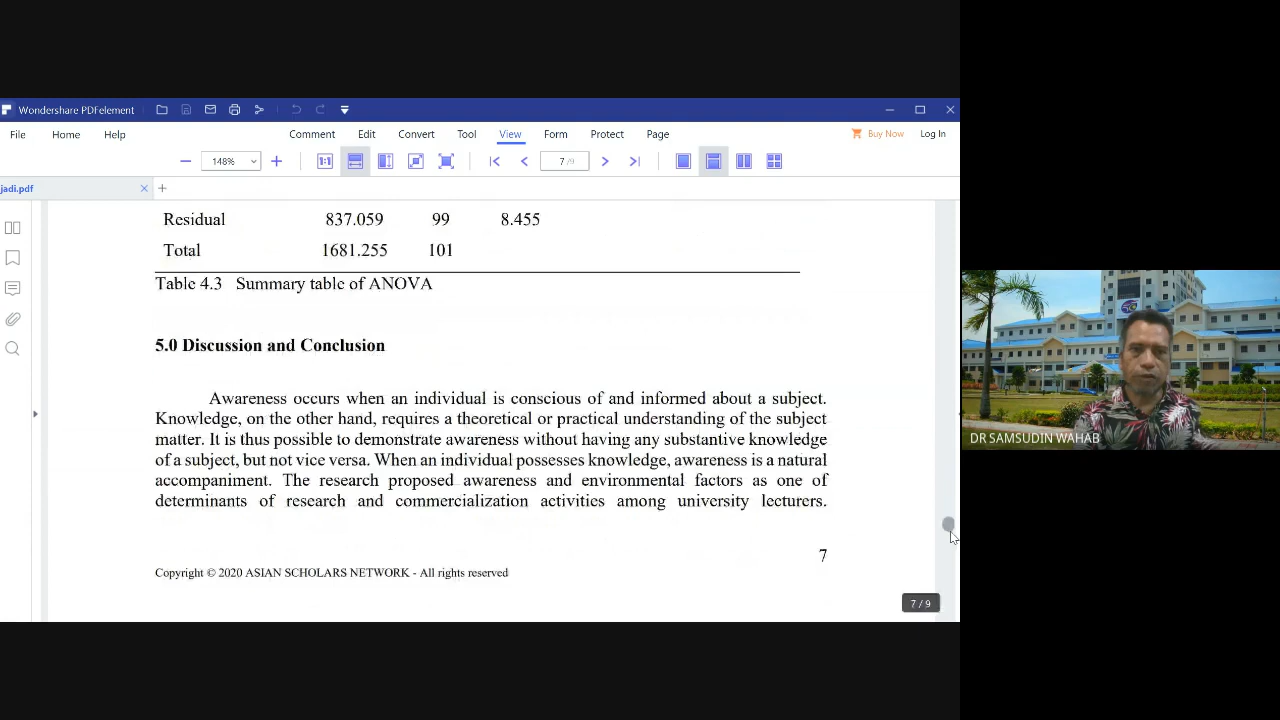 Wondershare PDFelement
File Home Help Comment Edit Convert Tool View Form Protect Page Buy Now Log In
148% 1:1 7 /9
jadi.pdf
Residual 837.059 99 8.455
Total 1681.255 101
Table 4.3 Summary table of ANOVA
5.0 Discussion and Conclusion
Awareness occurs when an individual is conscious of and informed about a subject.
Knowledge, on the other hand, requires a theoretical or practical understanding of the subject
matter. It is thus possible to demonstrate awareness without having any substantive knowledge
of a subject, but not vice versa. When an individual possesses knowledge, awareness is a natural
accompaniment. The research proposed awareness and environmental factors as one of
determinants of research and commercialization activities among university lecturers.
7
Copyright © 2020 ASIAN SCHOLARS NETWORK - All rights reserved
7 / 9
DR SAMSUDIN WAHAB